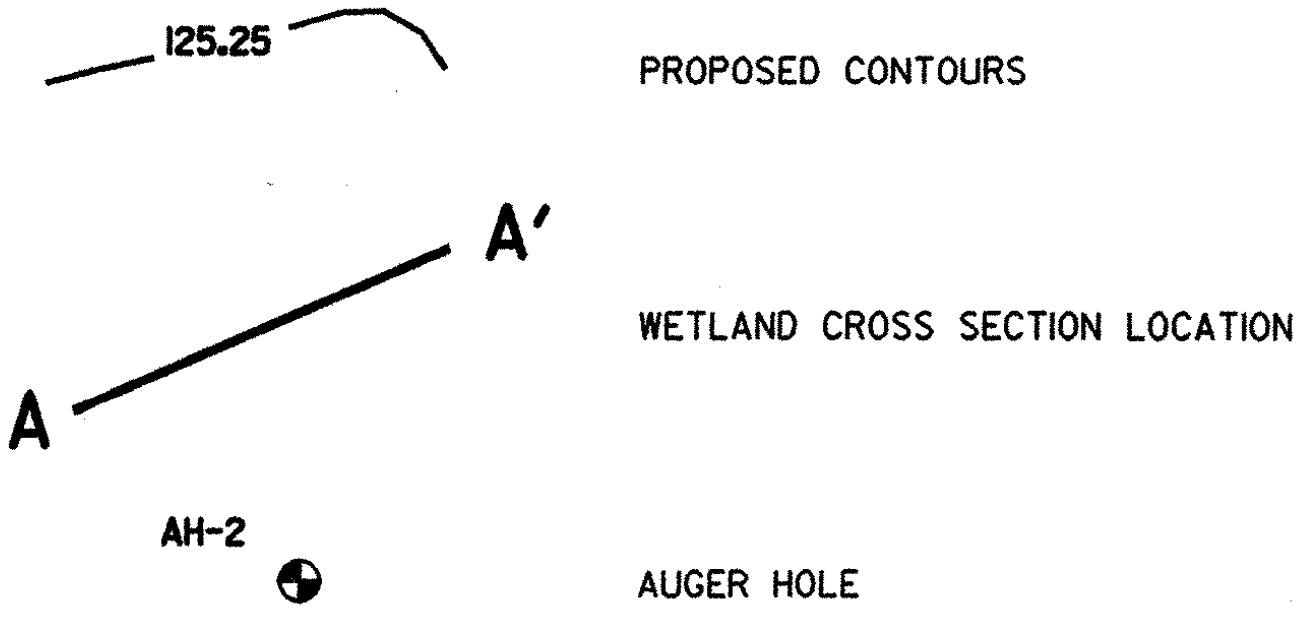 125.25
PROPOSED CONTOURS
A'
WETLAND CROSS SECTION LOCATION
A
AH-2
AUGER HOLE